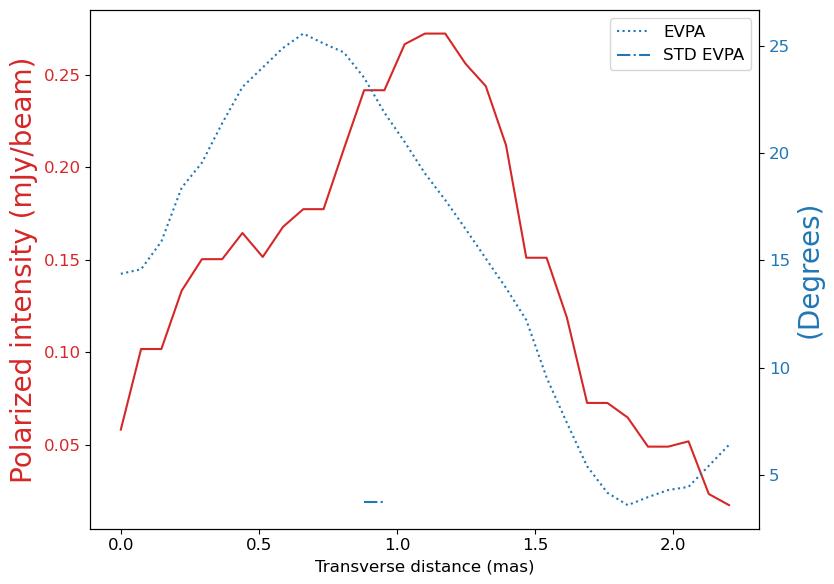 EVPA
STD EVPA
Polarized intensity (mJy/beam)
0.25
0.20
0.15
0.10
0.05
25
20
15
10
5
(Degrees)
0.0 0.5 1.0 1.5 2.0
Transverse distance (mas)